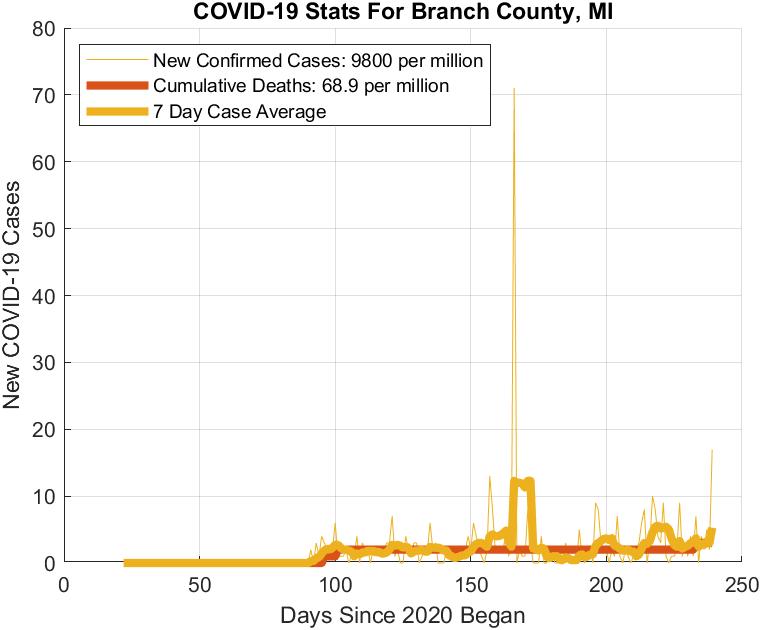 COVID-19 Stats For Branch County, MI
New Confirmed Cases: 9800 per million
Cumulative Deaths: 68.9 per million
7 Day Case Average
New COVID-19 Cases
80
70
60
50
40
30
20
10
0
0 50 100 150 200 250
Days Since 2020 Began